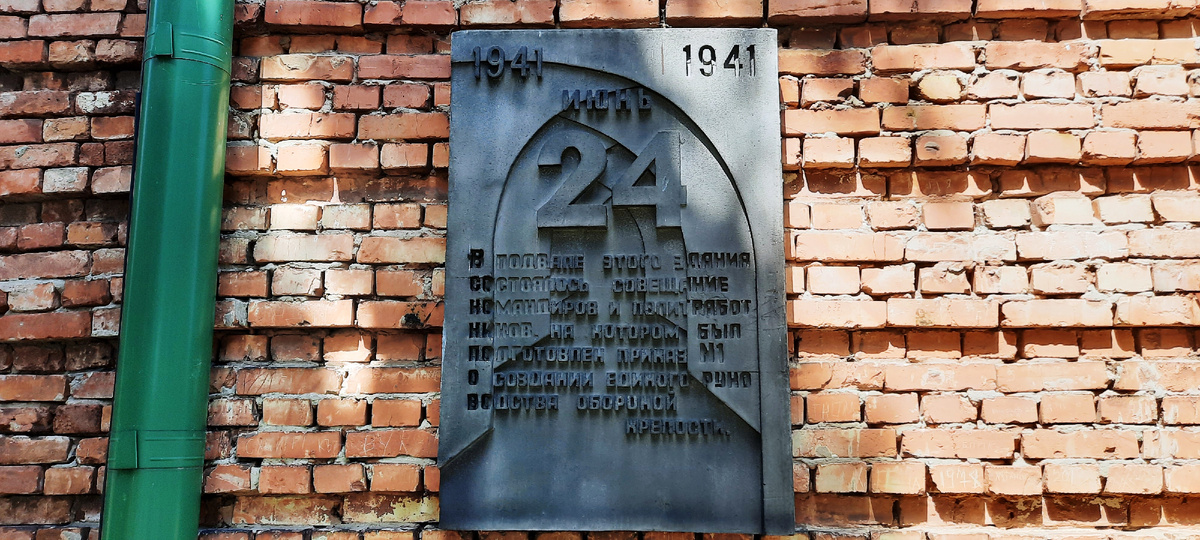 1941 1941
ИЮНЬ
24
В ПОДВАЛЕ ЭТОГО ЗДАНИЯ
СОСТОЯЛОСЬ СОВЕЩАНИЕ
КОМАНДИРОВ И ПОЛИТРАБОТ
НИКОВ, НА КОТОРОМ БЫЛ
ПОДГОТОВЛЕН ПРИКАЗ №1
О СОЗДАНИИ ЕДИНОГО РУКО
ВОДСТВА ОБОРОНОЙ
КРЕПОСТИ.